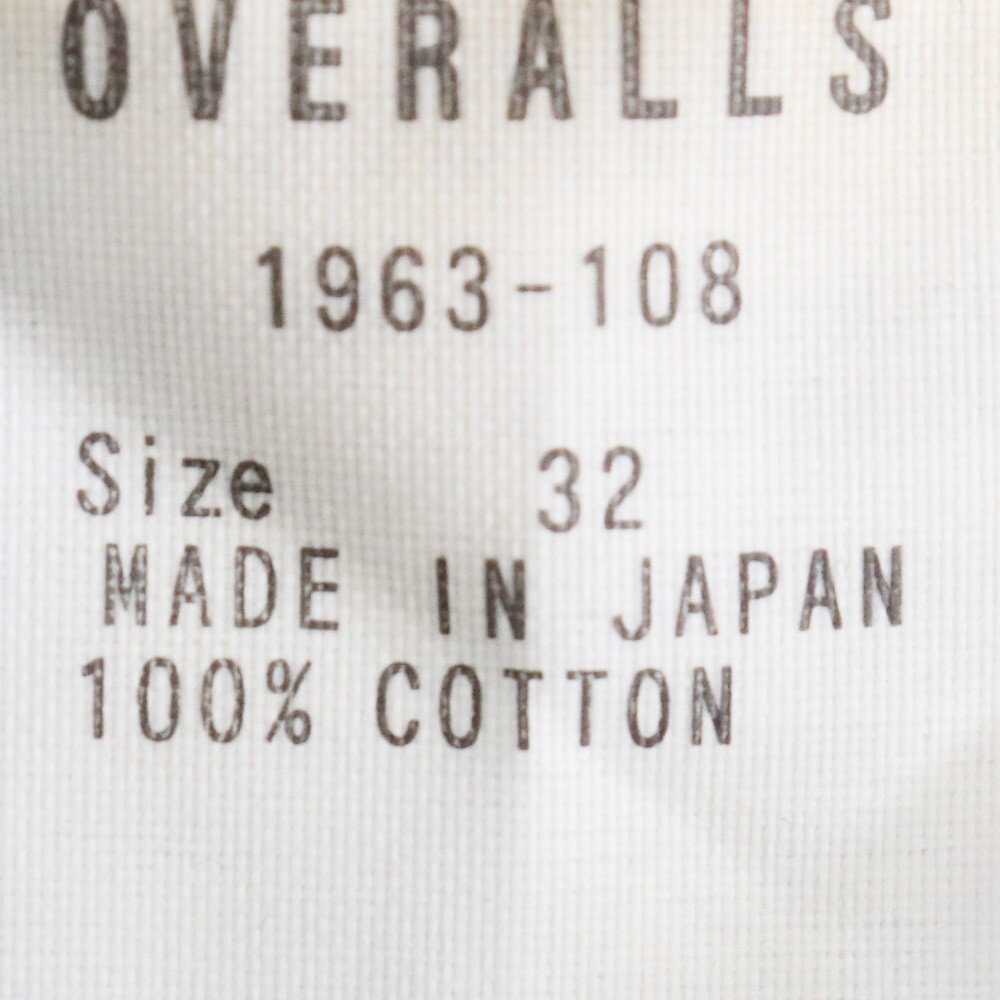 OVERALLS
1963-108
Size 32
MADE IN JAPAN
100% COTTON